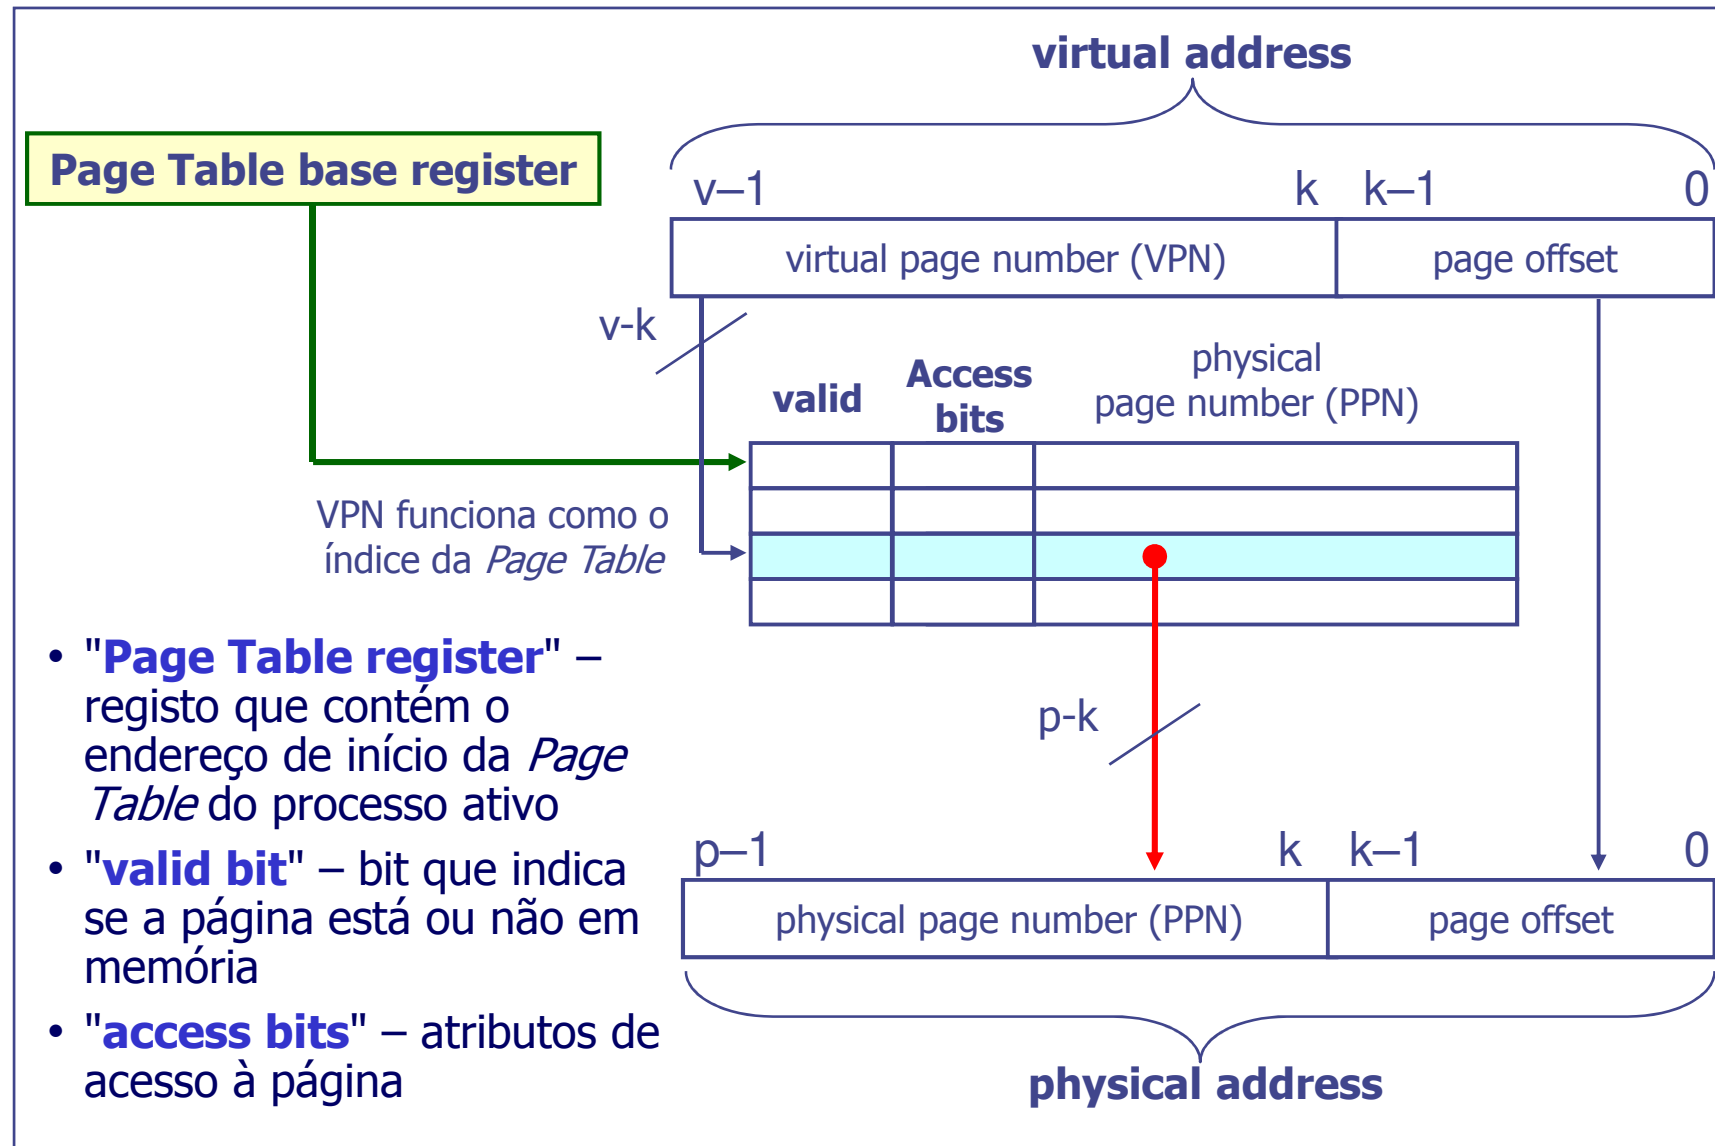 virtual address
Page Table base register
v–1 k k–1 0
virtual page number (VPN) page offset
v-k
valid
Access
bits
physical
page number (PPN)
VPN funciona como o
índice da Page Table
• "Page Table register" –
registo que contém o
endereço de início da Page
Table do processo ativo
• "valid bit" – bit que indica
se a página está ou não em
memória
• "access bits" – atributos de
acesso à página
p-k
p–1 k k–1 0
physical page number (PPN) page offset
physical address